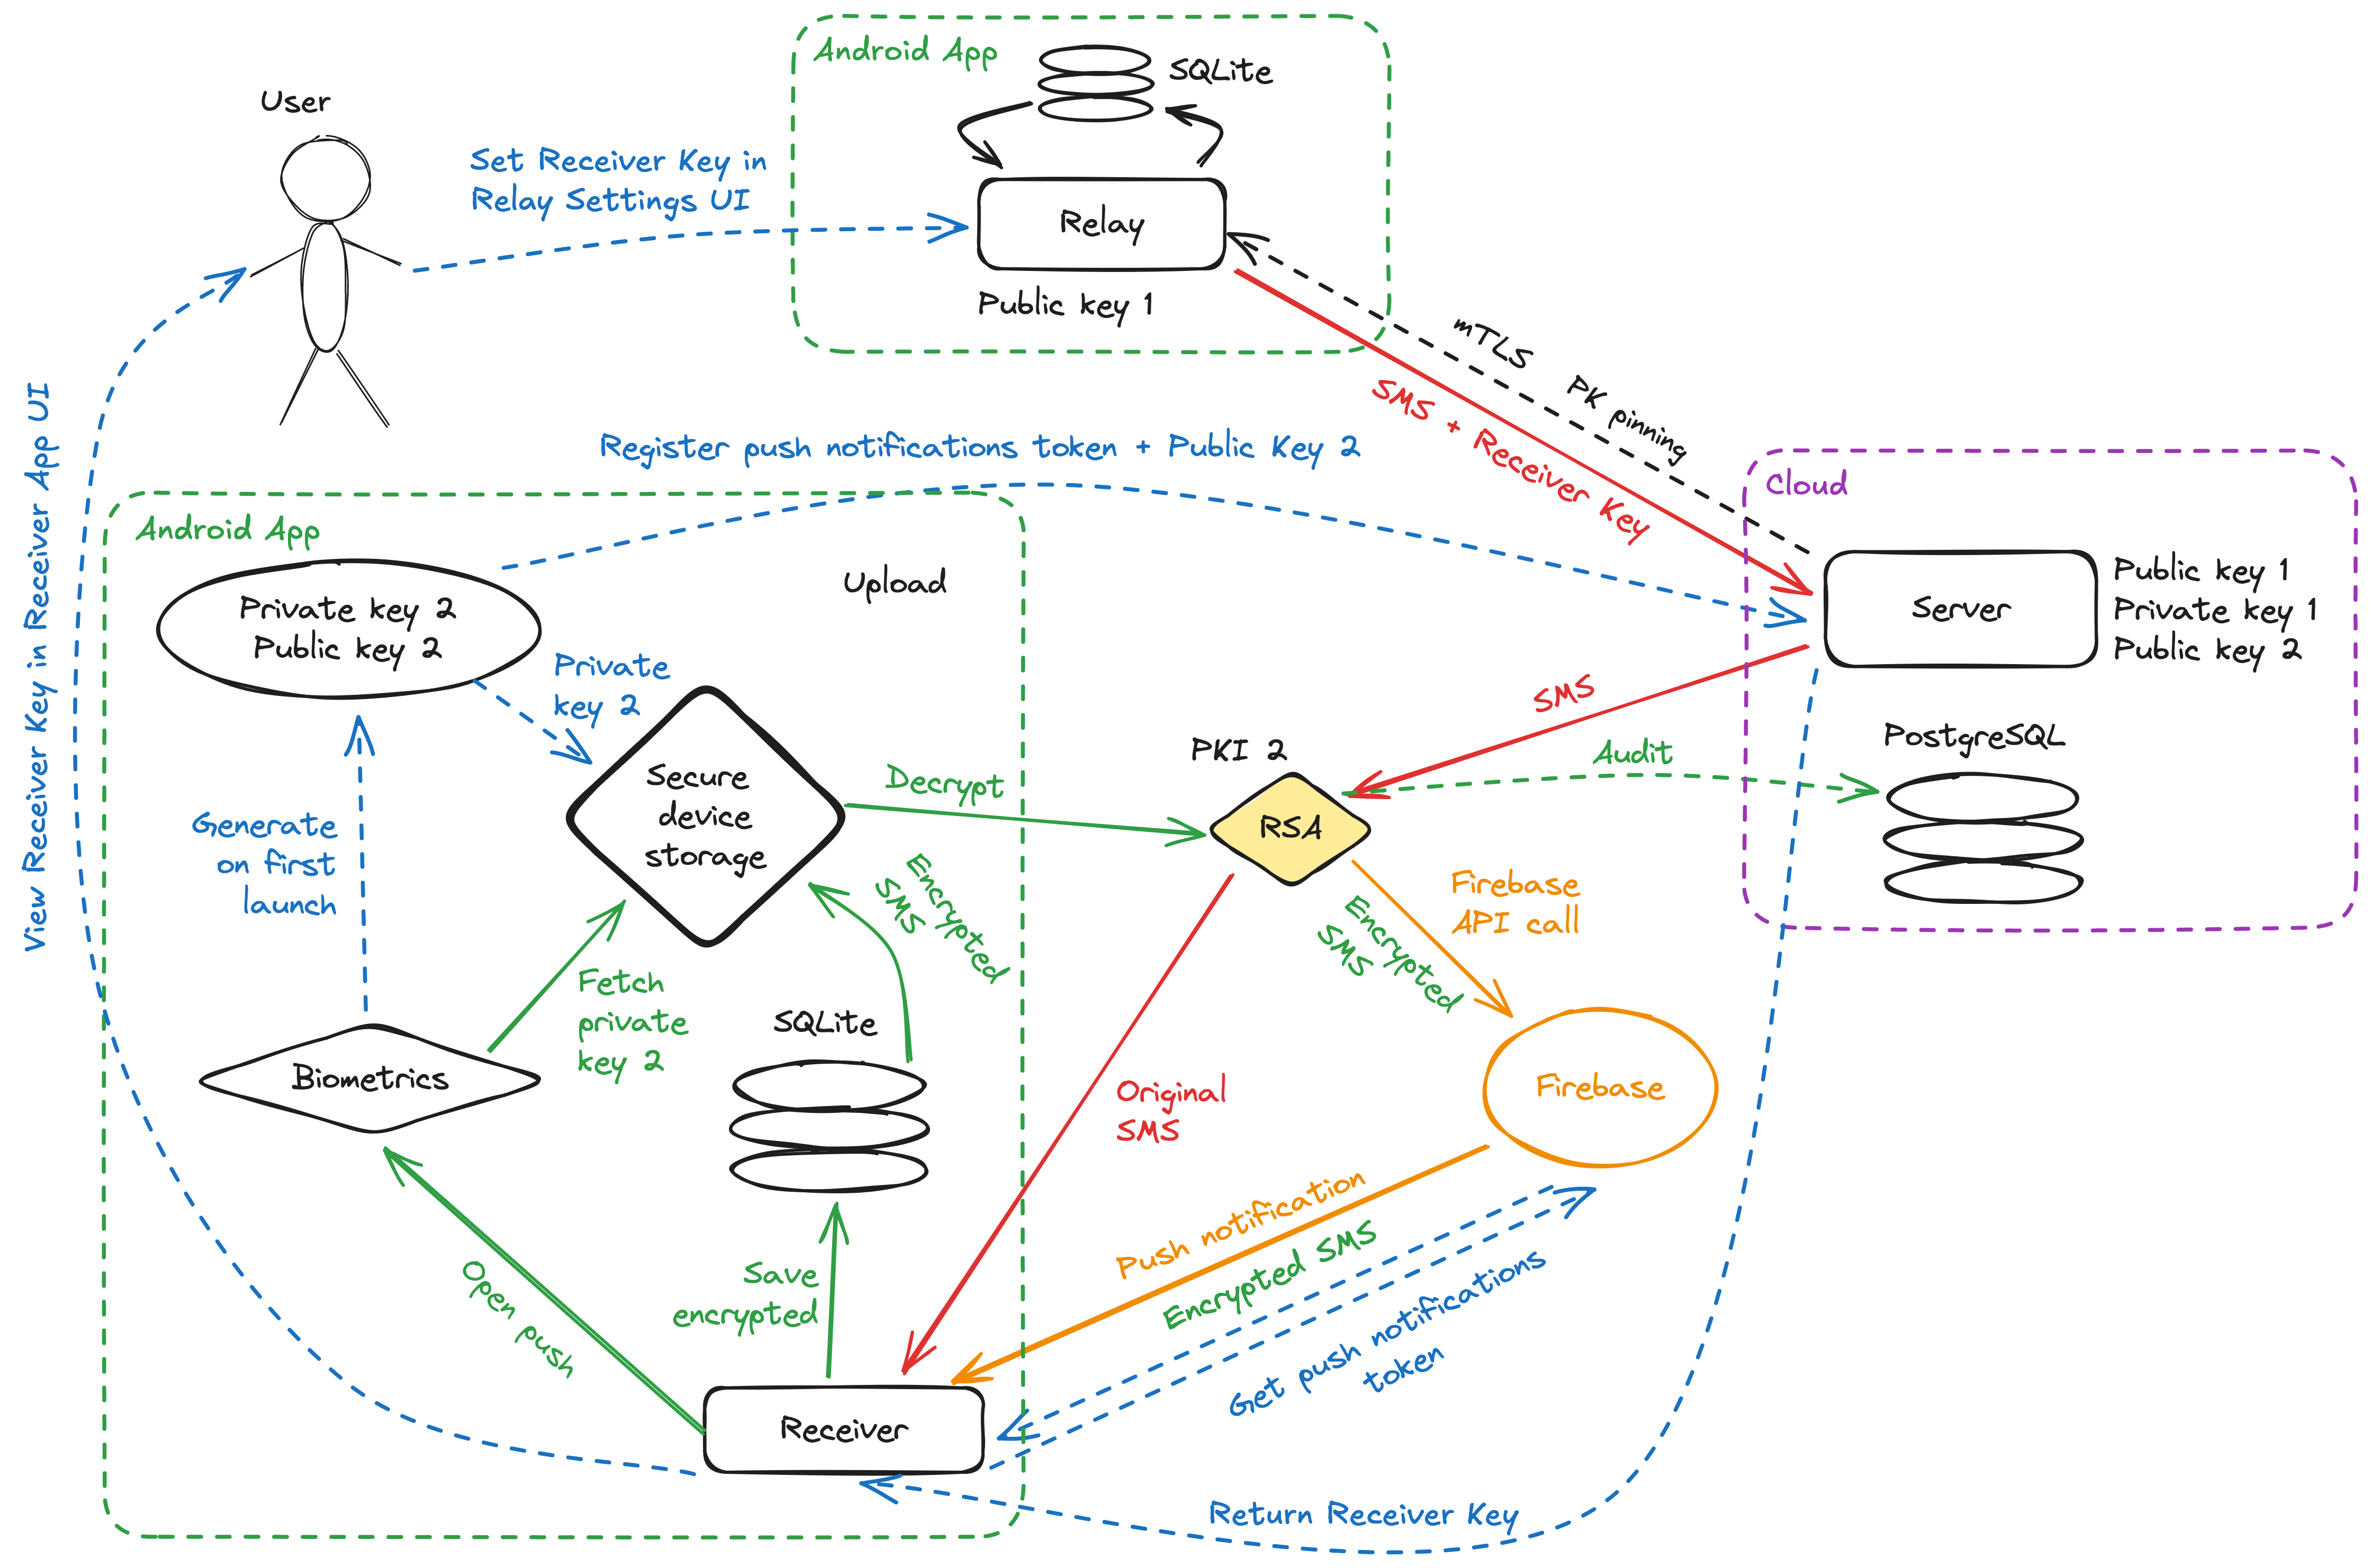 Android App
SQLite
User
Set Receiver Key in
Relay Settings UI
Relay
Public key 1
mTLS PK pinning
SMS + Receiver Key
Register push notifications token + Public Key 2
View Receiver Key in Receiver App UI
Cloud
Android App
Upload
Private key 2
Public key 2
Server
Public key 1
Private key 1
Public key 2
Private
key 2
SMS
PostgreSQL
PKI 2
Audit
Secure
device
storage
Decrypt
RSA
Generate
on first
launch
Encrypted
SMS
Firebase
API call
Encrypted
SMS
Fetch
private
key 2
SQLite
Biometrics
Original
SMS
Firebase
Push notification
Encrypted SMS
Get push notifications
token
Save
encrypted
Open push
Receiver
Return Receiver Key